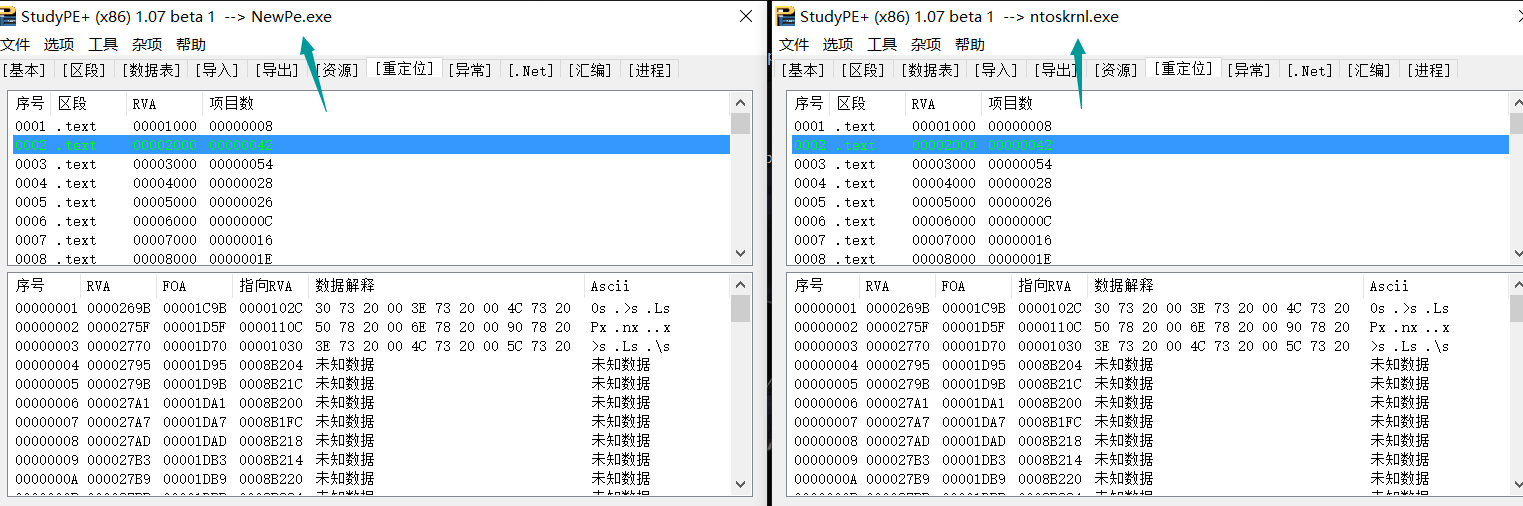 StudyPE+ (x86) 1.07 beta 1 --> NewPe.exe
文件 选项 工具 杂项 帮助
[基本] [区段] [数据表] [导入] [导出] [资源] [重定位] [异常] [.Net] [汇编] [进程]
序号 区段 RVA 项目数
0001 .text 00001000 00000008
0002 .text 00002000 00000042
0003 .text 00003000 00000054
0004 .text 00004000 00000028
0005 .text 00005000 00000026
0006 .text 00006000 0000000C
0007 .text 00007000 00000016
0008 .text 00008000 0000001E
序号 RVA FOA 指向RVA 数据解释 Ascii
00000001 0000269B 00001C9B 0000102C 30 73 20 00 3E 73 20 00 4C 73 20 0s .>s .Ls
00000002 0000275F 00001D5F 0000110C 50 78 20 00 6E 78 20 00 90 78 20 Px .nx ..x
00000003 00002770 00001D70 00001030 3E 73 20 00 4C 73 20 00 5C 73 20 >s .Ls .\s
00000004 00002795 00001D95 0008B204 未知数据 未知数据
00000005 0000279B 00001D9B 0008B21C 未知数据 未知数据
00000006 000027A1 00001DA1 0008B200 未知数据 未知数据
00000007 000027A7 00001DA7 0008B1FC 未知数据 未知数据
00000008 000027AD 00001DAD 0008B218 未知数据 未知数据
00000009 000027B3 00001DB3 0008B214 未知数据 未知数据
0000000A 000027B9 00001DB9 0008B220 未知数据 未知数据
StudyPE+ (x86) 1.07 beta 1 --> ntoskrnl.exe
文件 选项 工具 杂项 帮助
[基本] [区段] [数据表] [导入] [导出] [资源] [重定位] [异常] [.Net] [汇编] [进程]
序号 区段 RVA 项目数
0001 .text 00001000 00000008
0002 .text 00002000 00000042
0003 .text 00003000 00000054
0004 .text 00004000 00000028
0005 .text 00005000 00000026
0006 .text 00006000 0000000C
0007 .text 00007000 00000016
0008 .text 00008000 0000001E
序号 RVA FOA 指向RVA 数据解释 Ascii
00000001 0000269B 00001C9B 0000102C 30 73 20 00 3E 73 20 00 4C 73 20 0s .>s .Ls
00000002 0000275F 00001D5F 0000110C 50 78 20 00 6E 78 20 00 90 78 20 Px .nx ..x
00000003 00002770 00001D70 00001030 3E 73 20 00 4C 73 20 00 5C 73 20 >s .Ls .\s
00000004 00002795 00001D95 0008B204 未知数据 未知数据
00000005 0000279B 00001D9B 0008B21C 未知数据 未知数据
00000006 000027A1 00001DA1 0008B200 未知数据 未知数据
00000007 000027A7 00001DA7 0008B1FC 未知数据 未知数据
00000008 000027AD 00001DAD 0008B218 未知数据 未知数据
00000009 000027B3 00001DB3 0008B214 未知数据 未知数据
0000000A 000027B9 00001DB9 0008B220 未知数据 未知数据